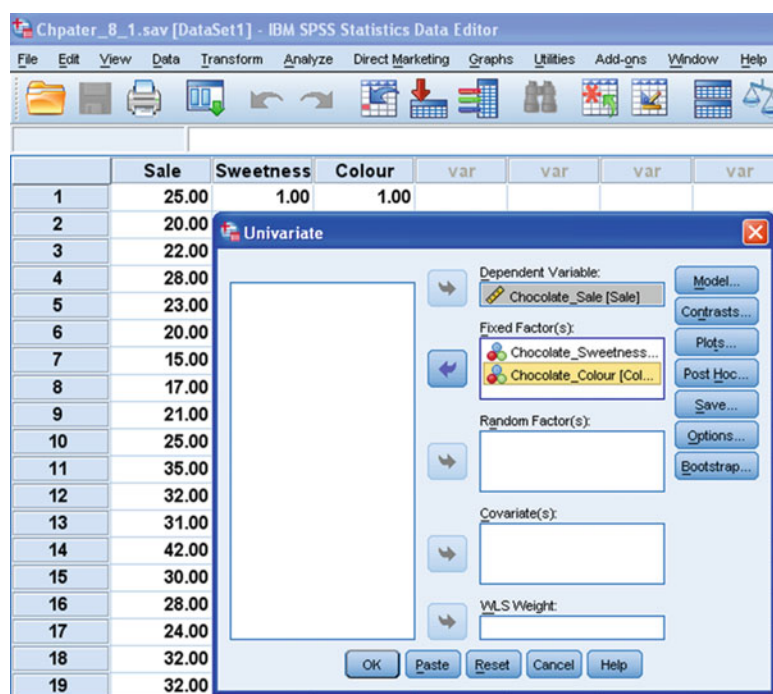 Chpater_8_1.sav [DataSet1] - IBM SPSS Statistics Data Editor
File Edit View Data Transform Analyze Direct Marketing Graphs Utilities Add-ons Window Help
Sale Sweetness Colour var var var var
1 25.00 1.00 1.00
2 20.00
3 22.00
4 28.00
5 23.00
6 20.00
7 15.00
8 17.00
9 21.00
10 25.00
11 35.00
12 32.00
13 31.00
14 42.00
15 30.00
16 28.00
17 24.00
18 32.00
19 32.00
Univariate
Dependent Variable:
Chocolate_Sale [Sale]
Fixed Factor(s):
Chocolate_Sweetness...
Chocolate_Colour [Col...
Random Factor(s):
Covariate(s):
WLS Weight:
Model...
Contrasts...
Plots...
Post Hoc...
Save...
Options...
Bootstrap...
OK Paste Reset Cancel Help